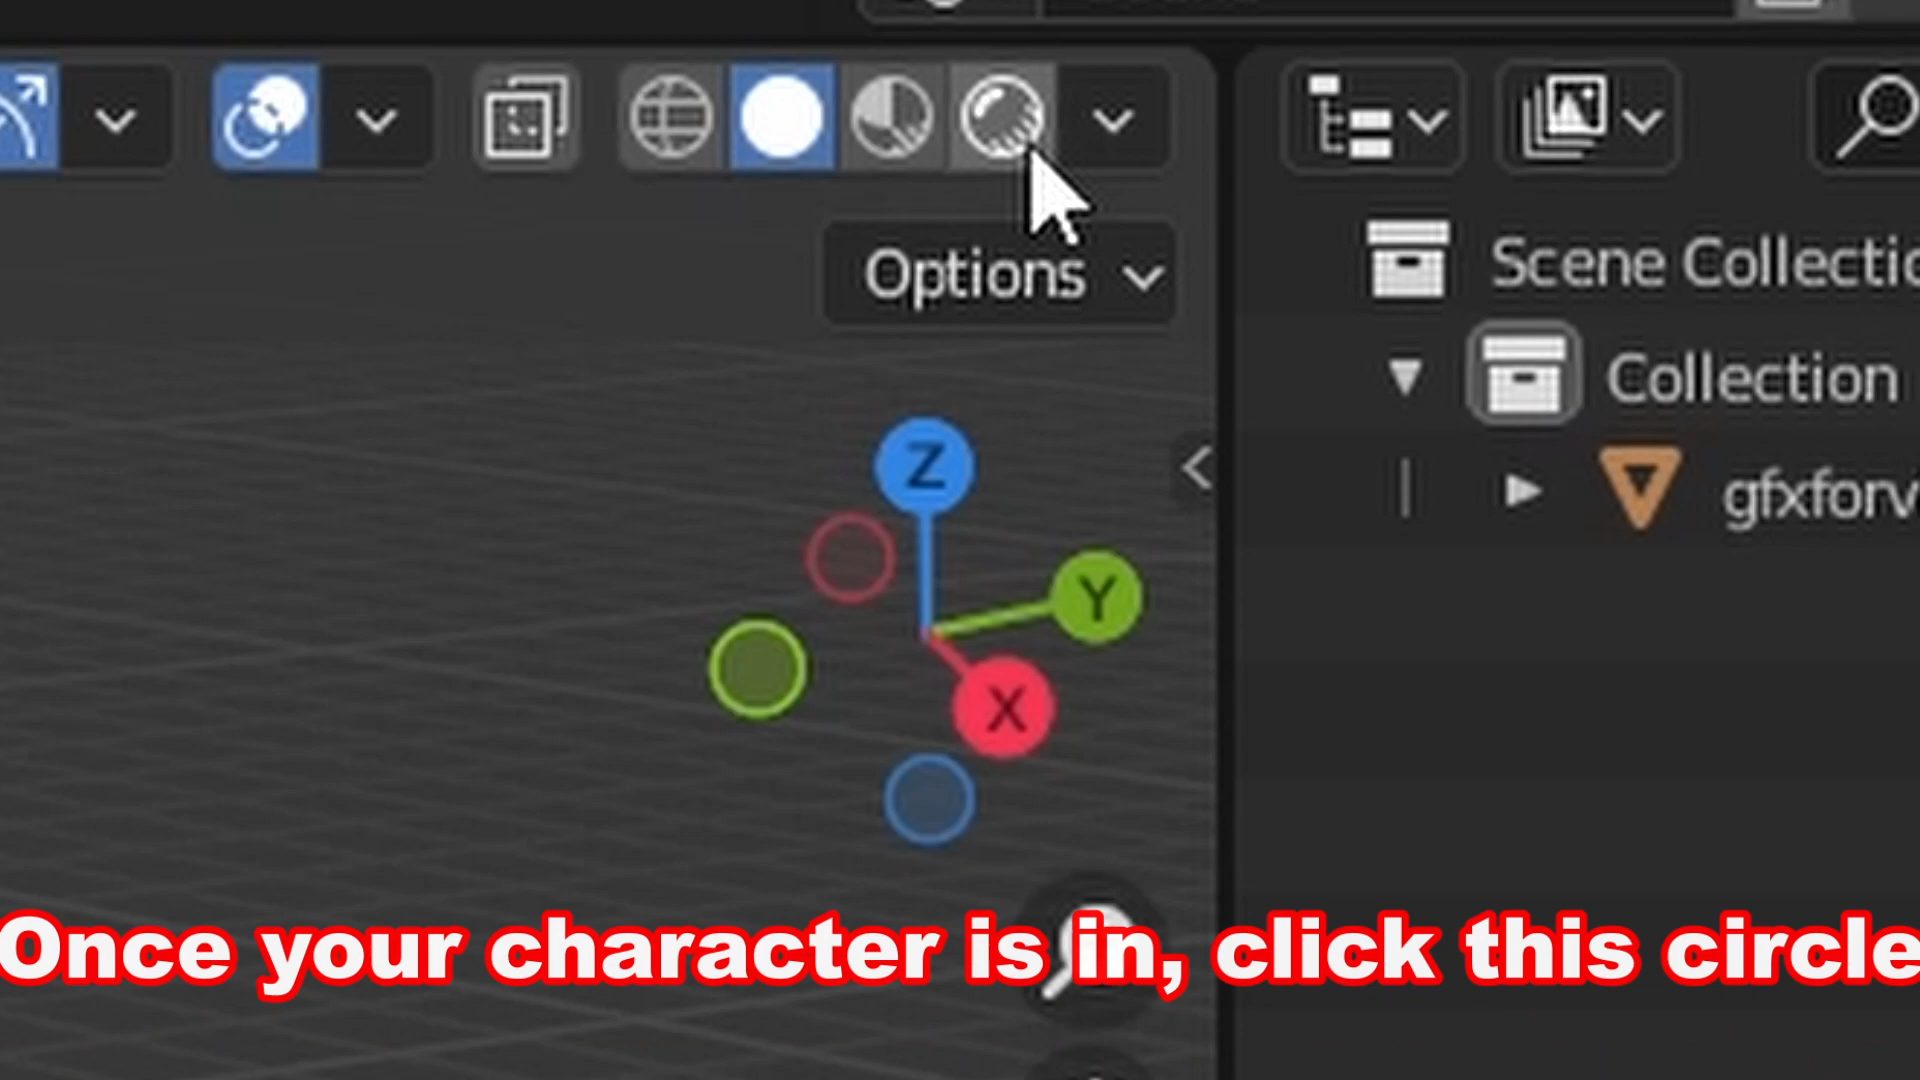 Options
Scene Collectio
Collection
gfxforv
Z
Y
X
Once your character is in, click this circle